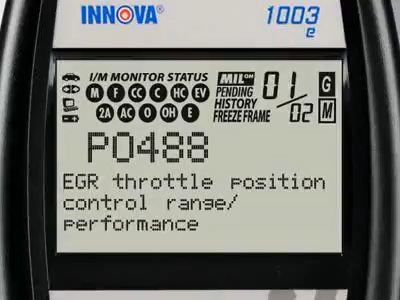 INNOVA® 1003
e
I/M MONITOR STATUS
M F CC C HC EV
2A AC O OH E
MIL ON
PENDING
HISTORY
FREEZE FRAME
01/02
G
M
P0488
EGR throttle position
control range/
performance